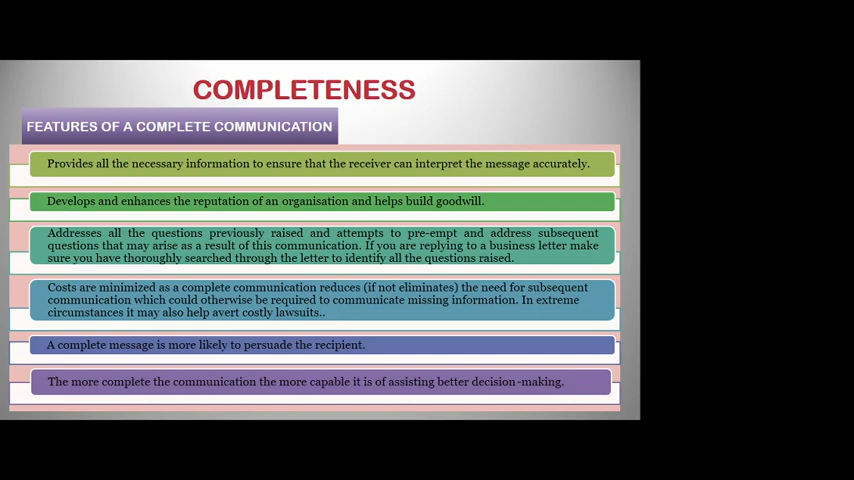 COMPLETENESS
FEATURES OF A COMPLETE COMMUNICATION
Provides all the necessary information to ensure that the receiver can interpret the message accurately.
Develops and enhances the reputation of an organisation and helps build goodwill.
Addresses all the questions previously raised and attempts to pre-empt and address subsequent
questions that may arise as a result of this communication. If you are replying to a business letter make
sure you have thoroughly searched through the letter to identify all the questions raised.
Costs are minimized as a complete communication reduces (if not eliminates) the need for subsequent
communication which could otherwise be required to communicate missing information. In extreme
circumstances it may also help avert costly lawsuits..
A complete message is more likely to persuade the recipient.
The more complete the communication the more capable it is of assisting better decision-making.